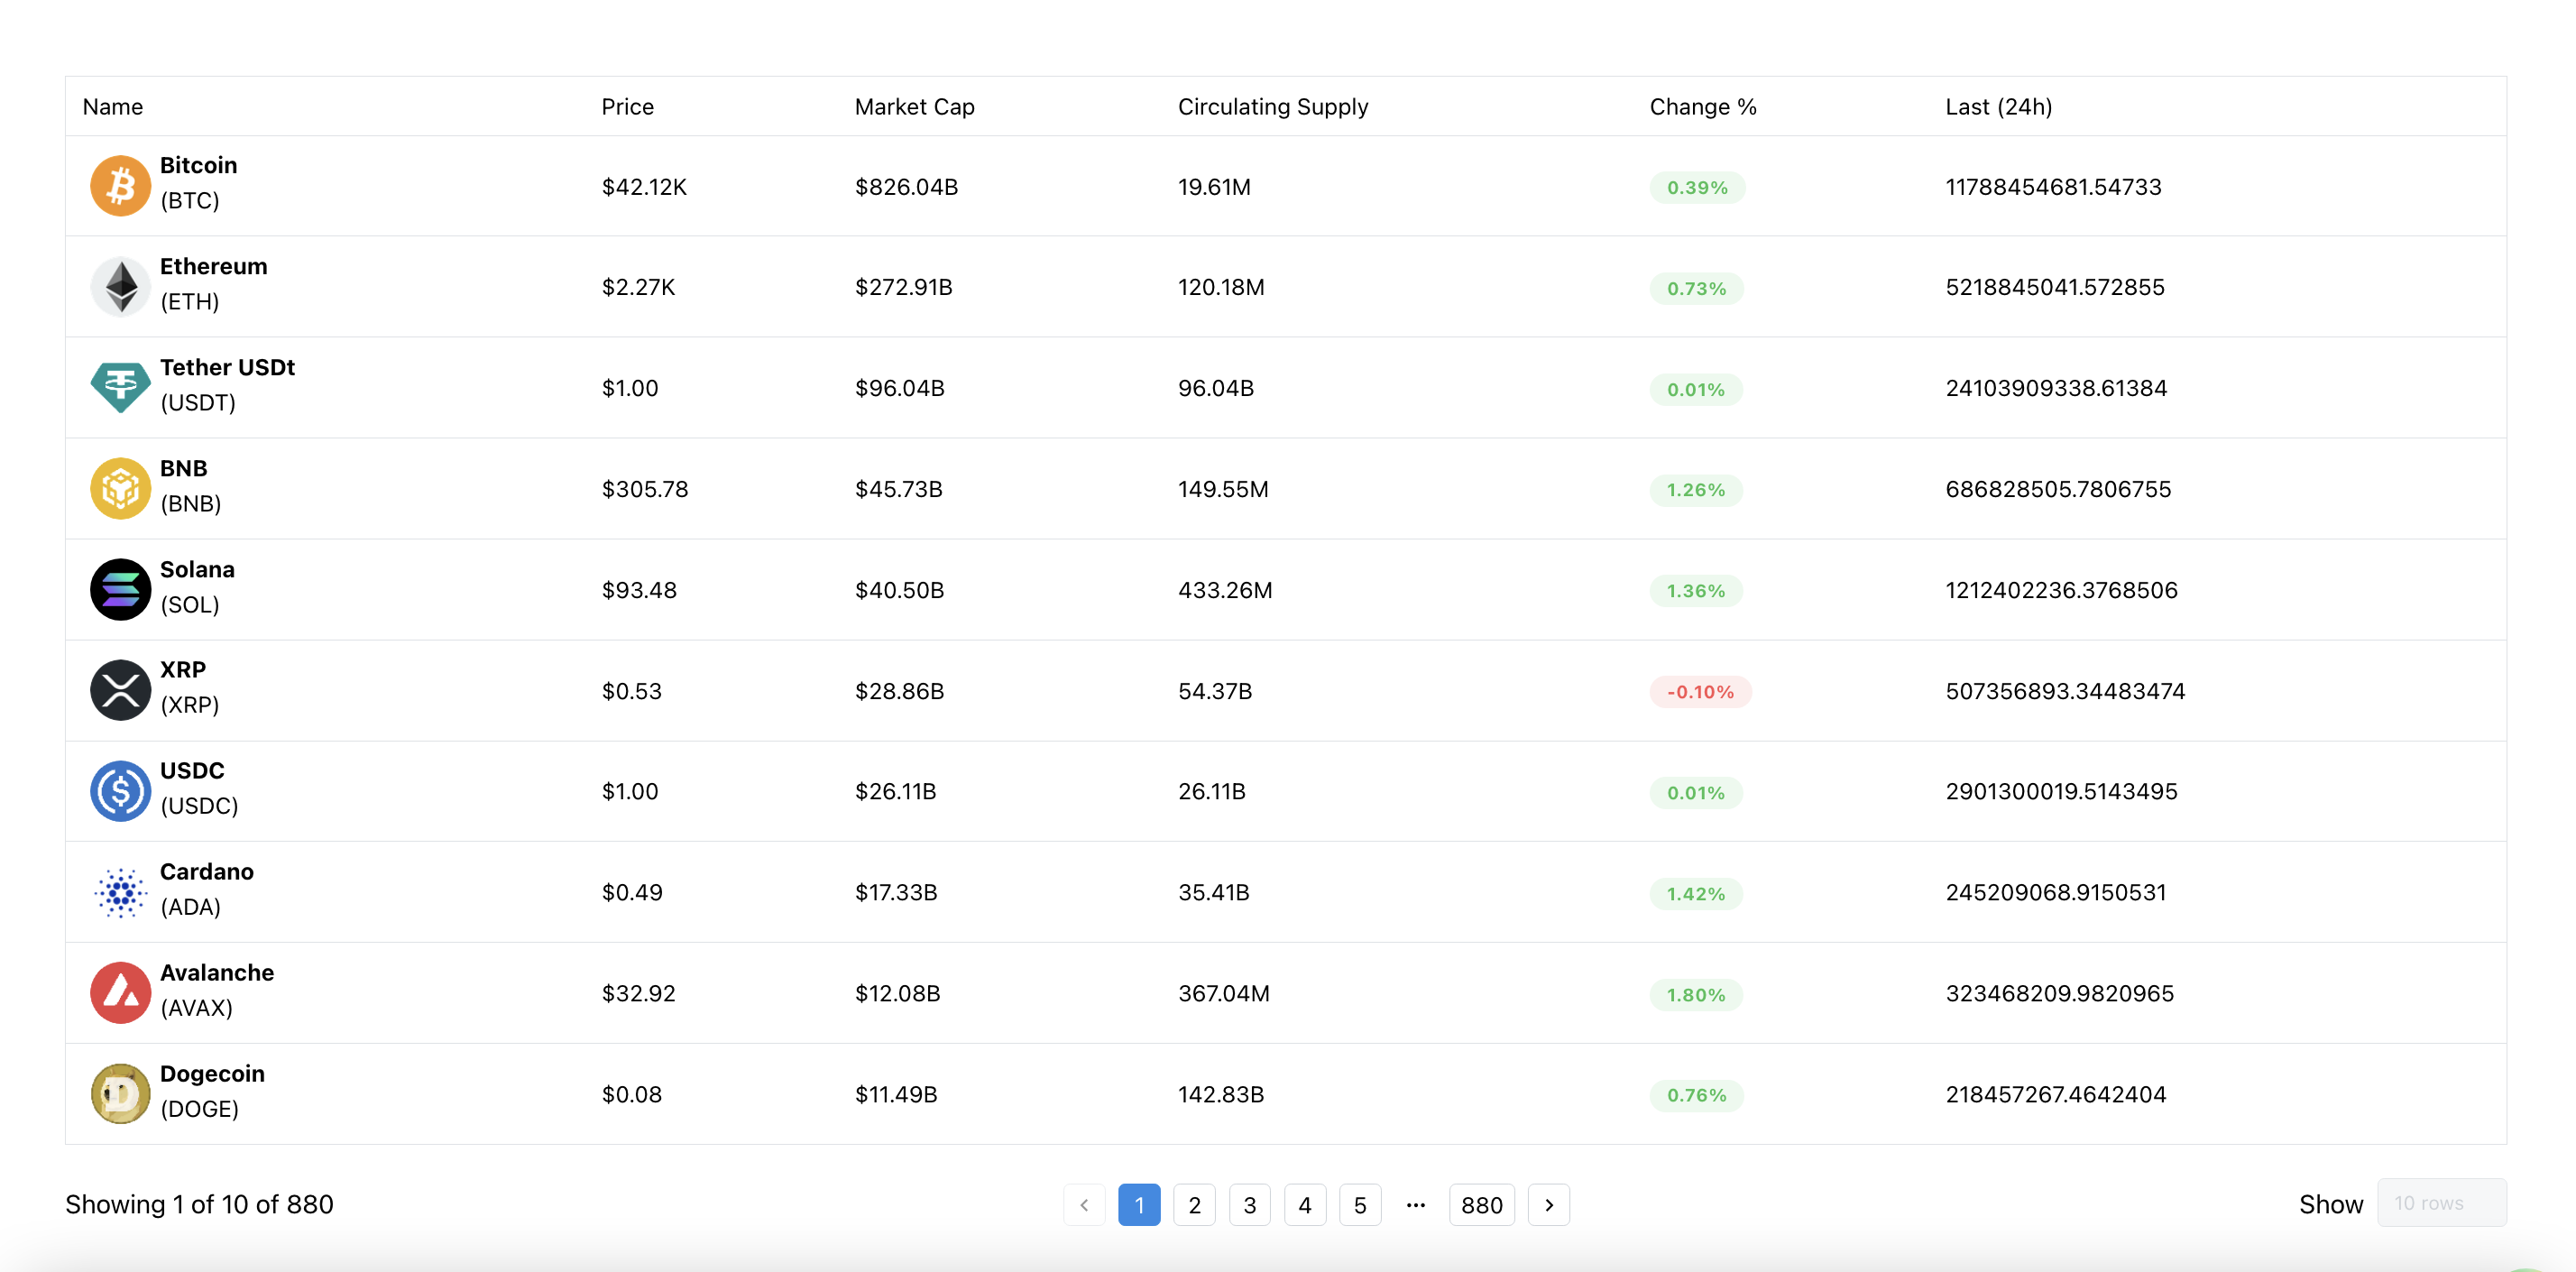 Name Price Market Cap Circulating Supply Change % Last (24h)
Bitcoin
(BTC) $42.12K $826.04B 19.61M 0.39% 11788454681.54733
Ethereum
(ETH) $2.27K $272.91B 120.18M 0.73% 5218845041.572855
Tether USDt
(USDT) $1.00 $96.04B 96.04B 0.01% 24103909338.61384
BNB
(BNB) $305.78 $45.73B 149.55M 1.26% 686828505.7806755
Solana
(SOL) $93.48 $40.50B 433.26M 1.36% 1212402236.3768506
XRP
(XRP) $0.53 $28.86B 54.37B -0.10% 507356893.34483474
USDC
(USDC) $1.00 $26.11B 26.11B 0.01% 2901300019.5143495
Cardano
(ADA) $0.49 $17.33B 35.41B 1.42% 245209068.9150531
Avalanche
(AVAX) $32.92 $12.08B 367.04M 1.80% 323468209.9820965
Dogecoin
(DOGE) $0.08 $11.49B 142.83B 0.76% 218457267.4642404
Showing 1 of 10 of 880 1 2 3 4 5 ••• 880 Show 10 rows